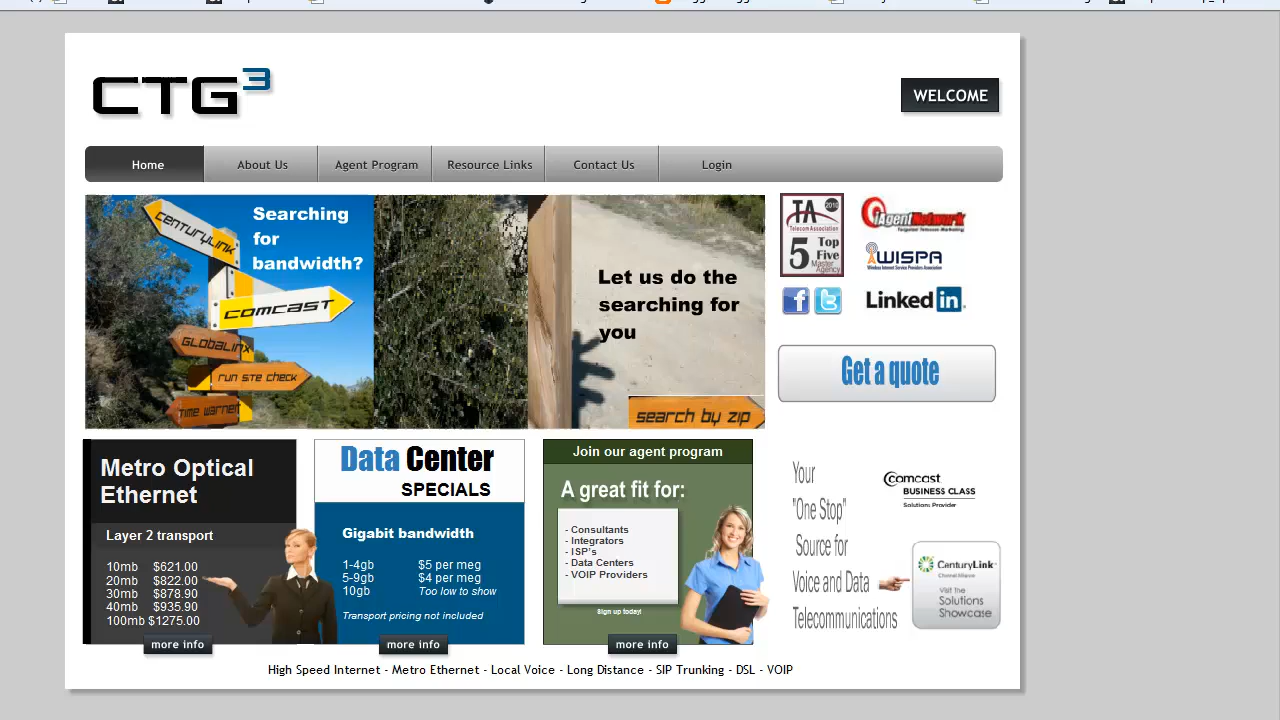 CTG3
WELCOME
Home
About Us
Agent Program
Resource Links
Contact Us
Login
CENTURYLINK
COMCAST
GLOBALINX
RUN SITE CHECK
TIME WARNER
Searching
for
bandwidth?
Let us do the
searching for
you
SEARCH BY ZIP
TA 2010
Telecom Association
5 Top
Five
Master
Agency
iAgentNetwork
Targeted Telecom Marketing
WISPA
Wireless Internet Service Providers Association
f
t
Linked in
Get a quote
Metro Optical
Ethernet
Layer 2 transport
10mb $621.00
20mb $822.00
30mb $878.90
40mb $935.90
100mb $1275.00
more info
Data Center
SPECIALS
Gigabit bandwidth
1-4gb $5 per meg
5-9gb $4 per meg
10gb Too low to show
Transport pricing not included
more info
Join our agent program
A great fit for:
- Consultants
- Integrators
- ISP's
- Data Centers
- VOIP Providers
Sign up today!
more info
Your
"One Stop"
Source for
Voice and Data
Telecommunications
Comcast
BUSINESS CLASS
Solutions Provider
CenturyLink
Channel Alliance
Visit the
Solutions
Showcase
High Speed Internet - Metro Ethernet - Local Voice - Long Distance - SIP Trunking - DSL - VOIP